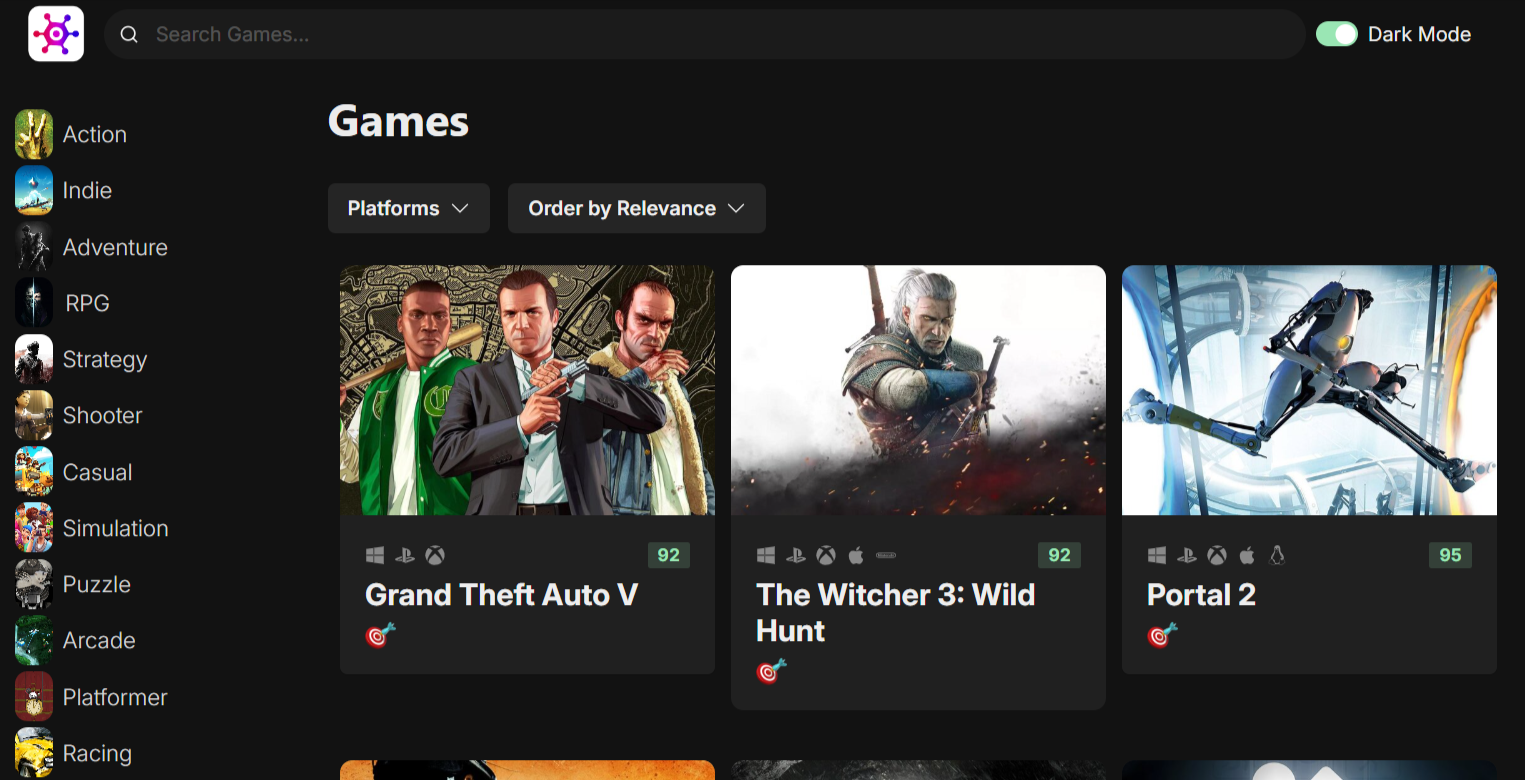 Search Games...
Dark Mode
Action
Indie
Adventure
RPG
Strategy
Shooter
Casual
Simulation
Puzzle
Arcade
Platformer
Racing
Games
Platforms
Order by Relevance
92
Grand Theft Auto V
92
The Witcher 3: Wild
Hunt
95
Portal 2